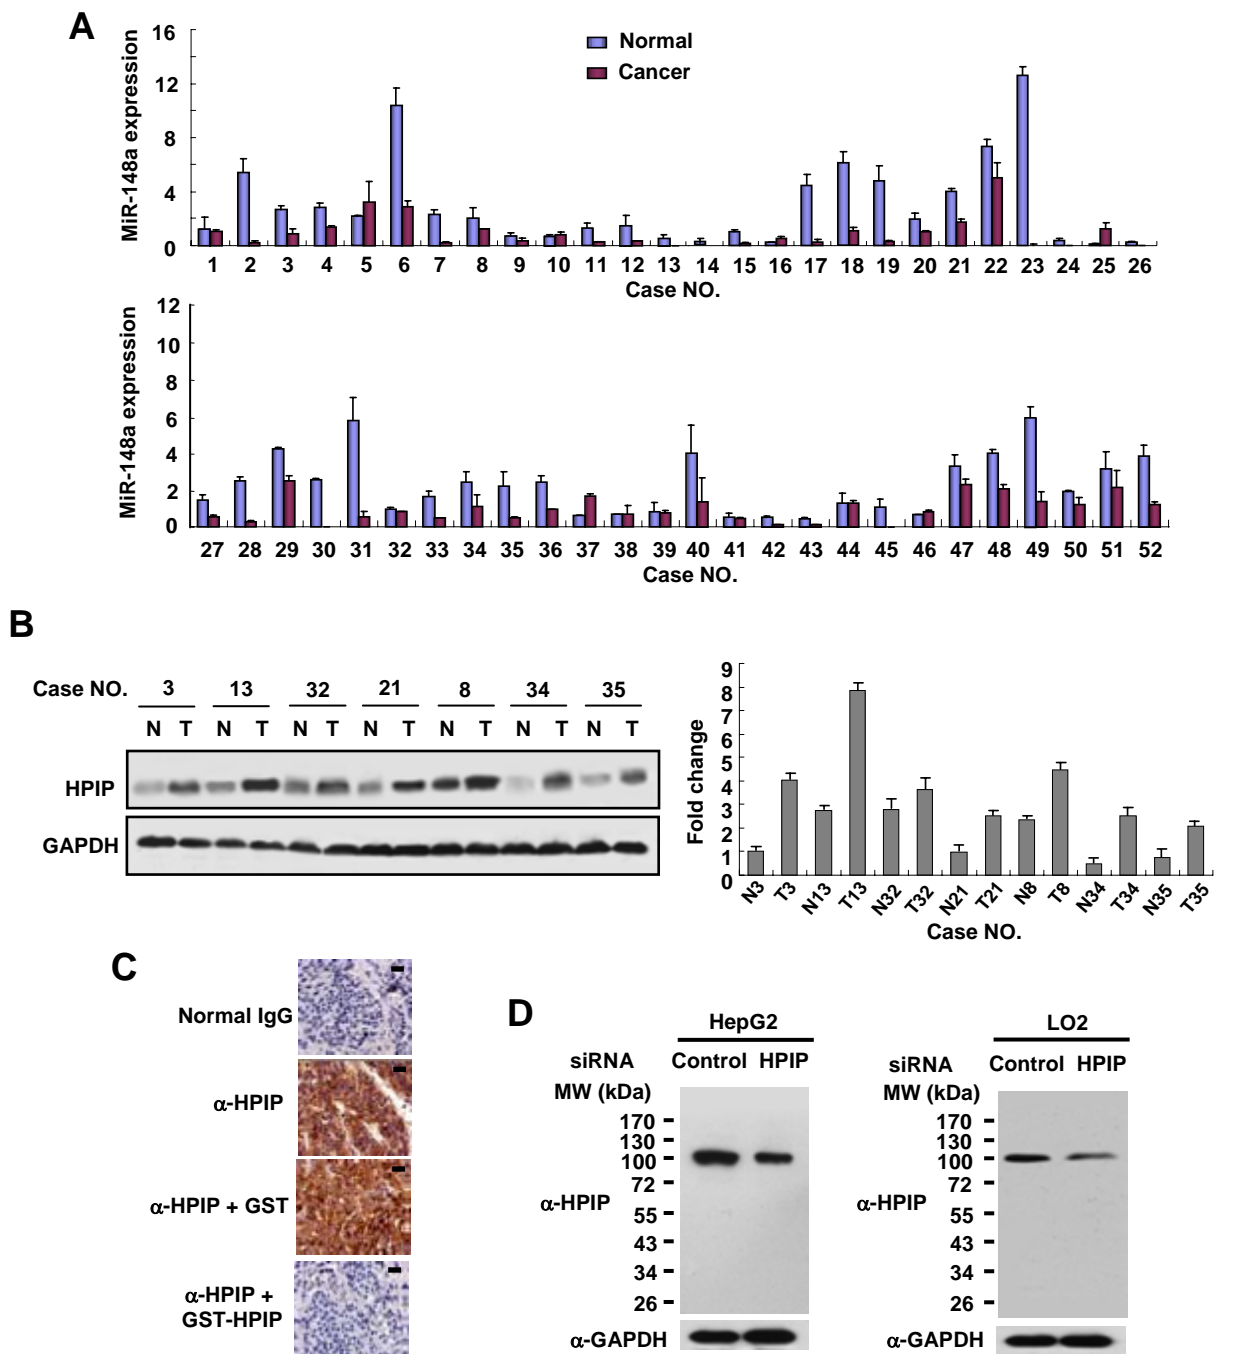 A
MiR-148a expression
16
12
8
4
0
Normal
Cancer
1 2 3 4 5 6 7 8 9 10 11 12 13 14 15 16 17 18 19 20 21 22 23 24 25 26
Case NO.
MiR-148a expression
12
10
8
6
4
2
0
27 28 29 30 31 32 33 34 35 36 37 38 39 40 41 42 43 44 45 46 47 48 49 50 51 52
Case NO.
B
Case NO. 3 13 32 21 8 34 35
N T N T N T N T N T N T N T
HPIP
GAPDH
Fold change
9
8
7
6
5
4
3
2
1
0
N3 T3 N13 T13 N32 T32 N21 T21 N8 T8 N34 T34 N35 T35
Case NO.
C
Normal IgG
α-HPIP
α-HPIP + GST
α-HPIP +
GST-HPIP
D
HepG2
siRNA Control HPIP
MW (kDa)
170
130
100
72
α-HPIP
55
43
34
26
α-GAPDH
LO2
siRNA Control HPIP
MW (kDa)
170
130
100
72
α-HPIP
55
43
34
26
α-GAPDH